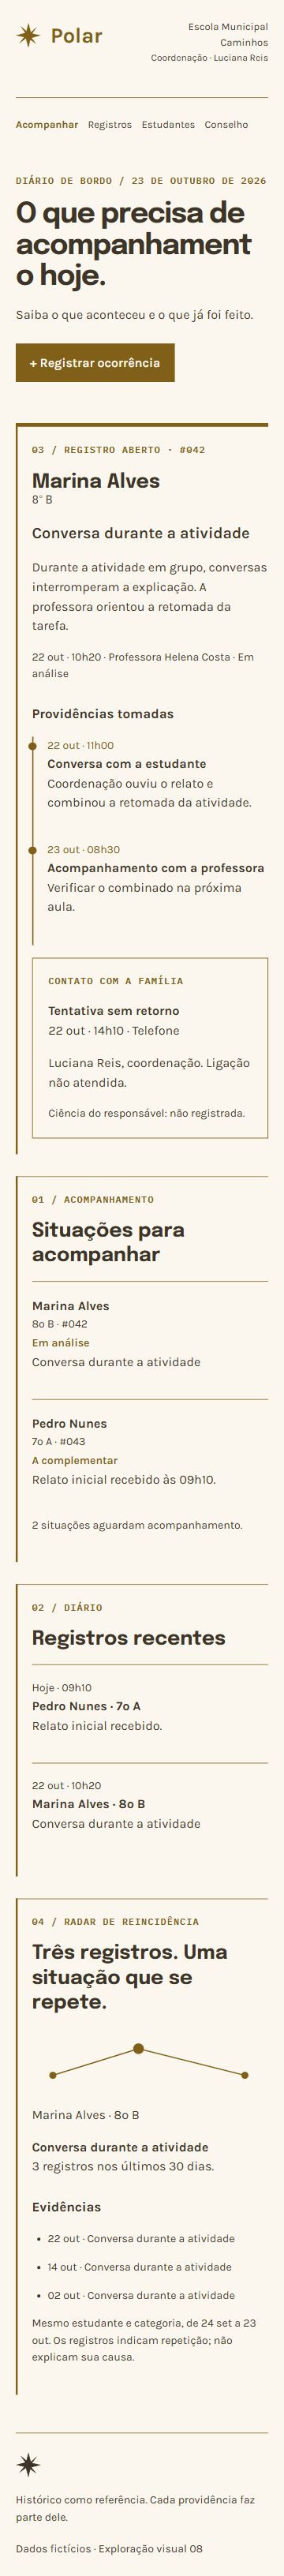 Polar
Escola Municipal
Caminhos
Coordenação · Luciana Reis
Acompanhar Registros Estudantes Conselho
DIÁRIO DE BORDO / 23 DE OUTUBRO DE 2026
O que precisa de
acompanhament
o hoje.
Saiba o que aconteceu e o que já foi feito.
+ Registrar ocorrência
03 / REGISTRO ABERTO · #042
Marina Alves
8º B
Conversa durante a atividade
Durante a atividade em grupo, conversas
interromperam a explicação. A
professora orientou a retomada da
tarefa.
22 out · 10h20 · Professora Helena Costa · Em
análise
Providências tomadas
22 out · 11h00
Conversa com a estudante
Coordenação ouviu o relato e
combinou a retomada da atividade.
23 out · 08h30
Acompanhamento com a professora
Verificar o combinado na próxima
aula.
CONTATO COM A FAMÍLIA
Tentativa sem retorno
22 out · 14h10 · Telefone
Luciana Reis, coordenação. Ligação
não atendida.
Ciência do responsável: não registrada.
01 / ACOMPANHAMENTO
Situações para
acompanhar
Marina Alves
8o B · #042
Em análise
Conversa durante a atividade
Pedro Nunes
7o A · #043
A complementar
Relato inicial recebido às 09h10.
2 situações aguardam acompanhamento.
02 / DIÁRIO
Registros recentes
Hoje · 09h10
Pedro Nunes · 7o A
Relato inicial recebido.
22 out · 10h20
Marina Alves · 8o B
Conversa durante a atividade
04 / RADAR DE REINCIDÊNCIA
Três registros. Uma
situação que se
repete.
Marina Alves · 8o B
Conversa durante a atividade
3 registros nos últimos 30 dias.
Evidências
• 22 out · Conversa durante a atividade
• 14 out · Conversa durante a atividade
• 02 out · Conversa durante a atividade
Mesmo estudante e categoria, de 24 set a 23
out. Os registros indicam repetição; não
explicam sua causa.
Histórico como referência. Cada providência faz
parte dele.
Dados fictícios · Exploração visual 08